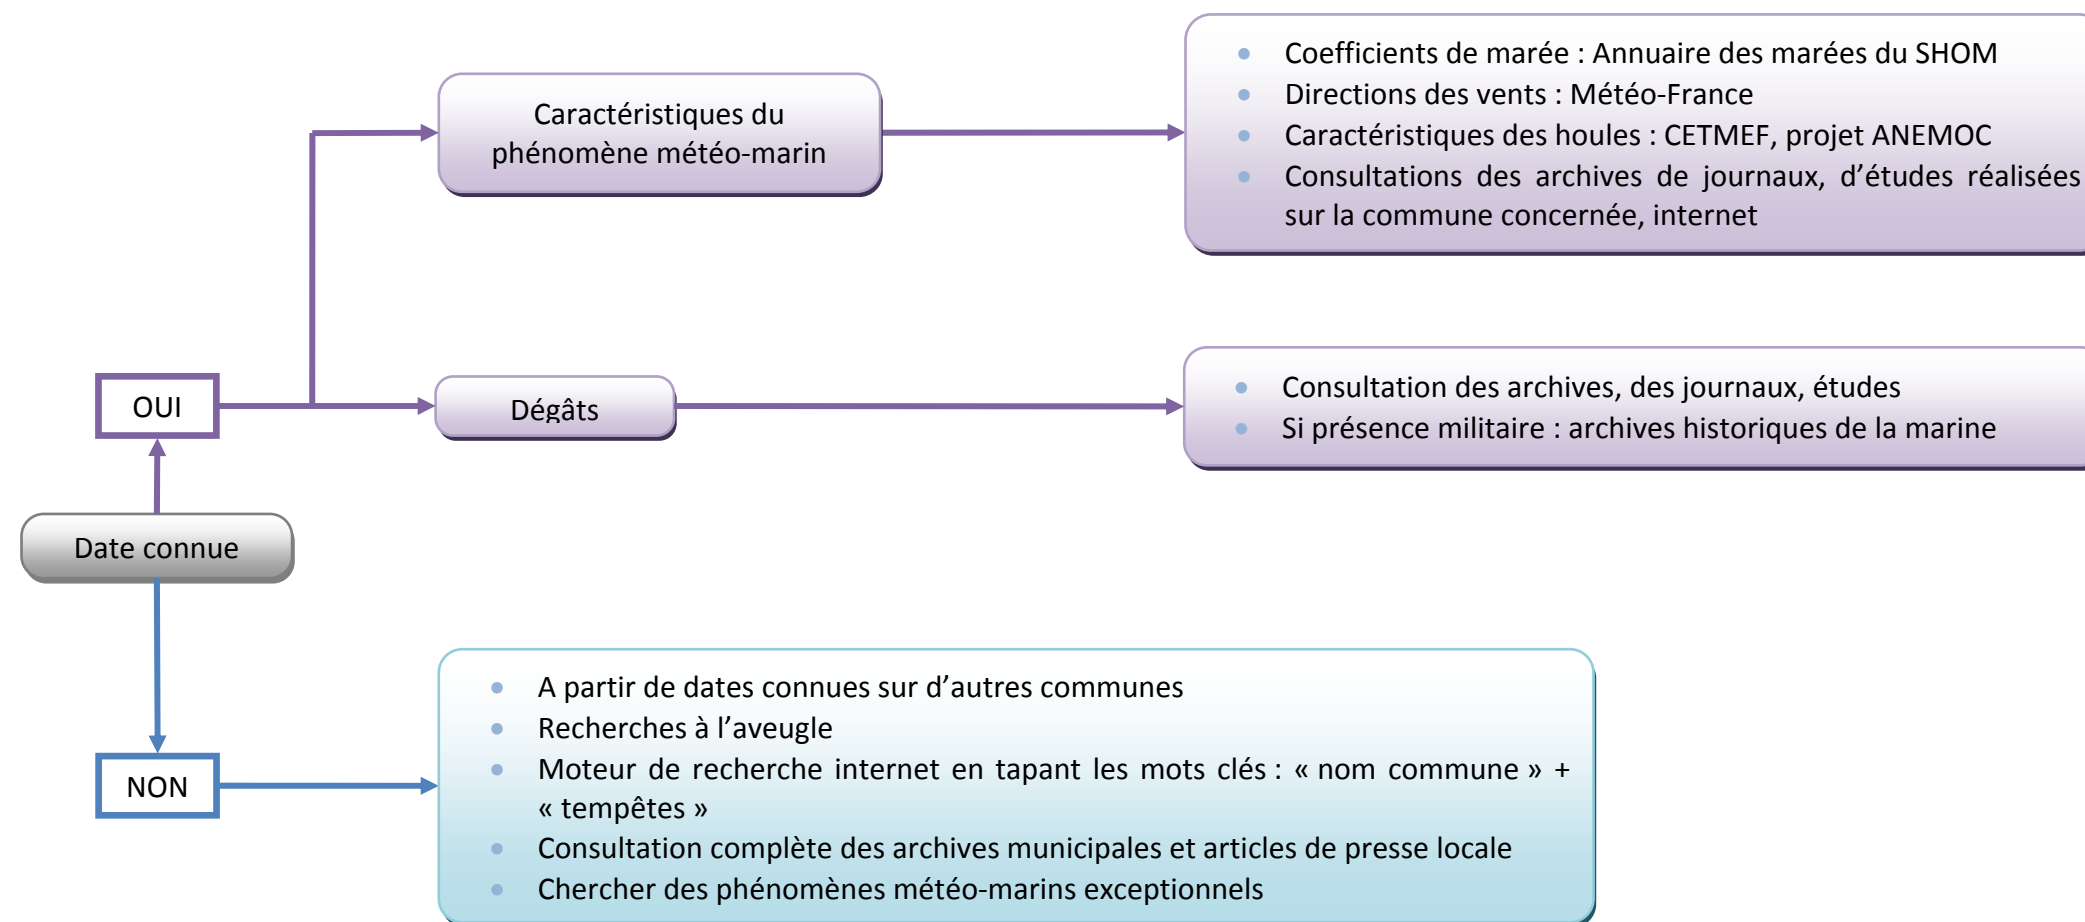 Coefficients de marée : Annuaire des marées du SHOM
Directions des vents : Météo-France
Caractéristiques des houles : CETMEF, projet ANEMOC
Consultations des archives de journaux, d’études réalisées
sur la commune concernée, internet
Caractéristiques du
phénomène météo-marin
OUI
Dégâts
Consultation des archives, des journaux, études
Si présence militaire : archives historiques de la marine
Date connue
NON
A partir de dates connues sur d’autres communes
Recherches à l’aveugle
Moteur de recherche internet en tapant les mots clés : « nom commune » +
« tempêtes »
Consultation complète des archives municipales et articles de presse locale
Chercher des phénomènes météo-marins exceptionnels